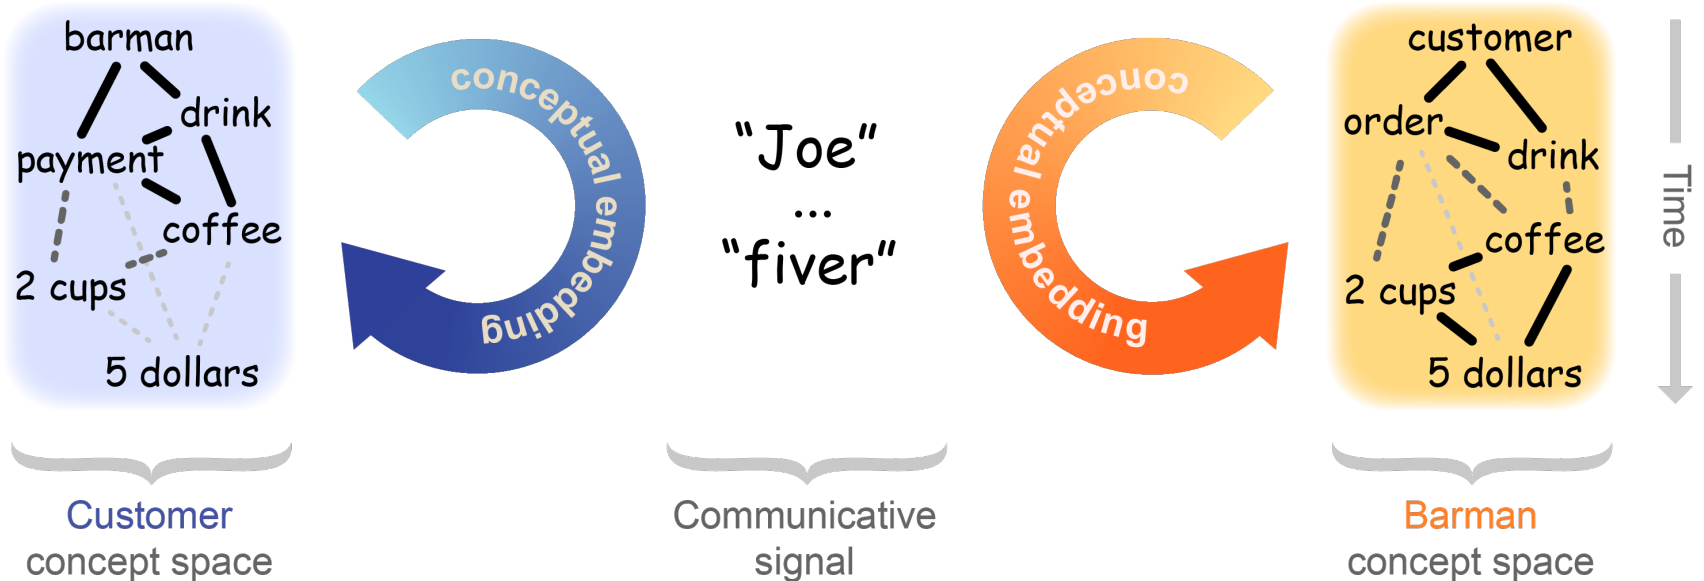 barman
drink
payment
coffee
2 cups
5 dollars
conceptual embedding
“Joe”
...
“fiver”
conceptual embedding
customer
order
drink
coffee
2 cups
5 dollars
Time
Customer
concept space
Communicative
signal
Barman
concept space